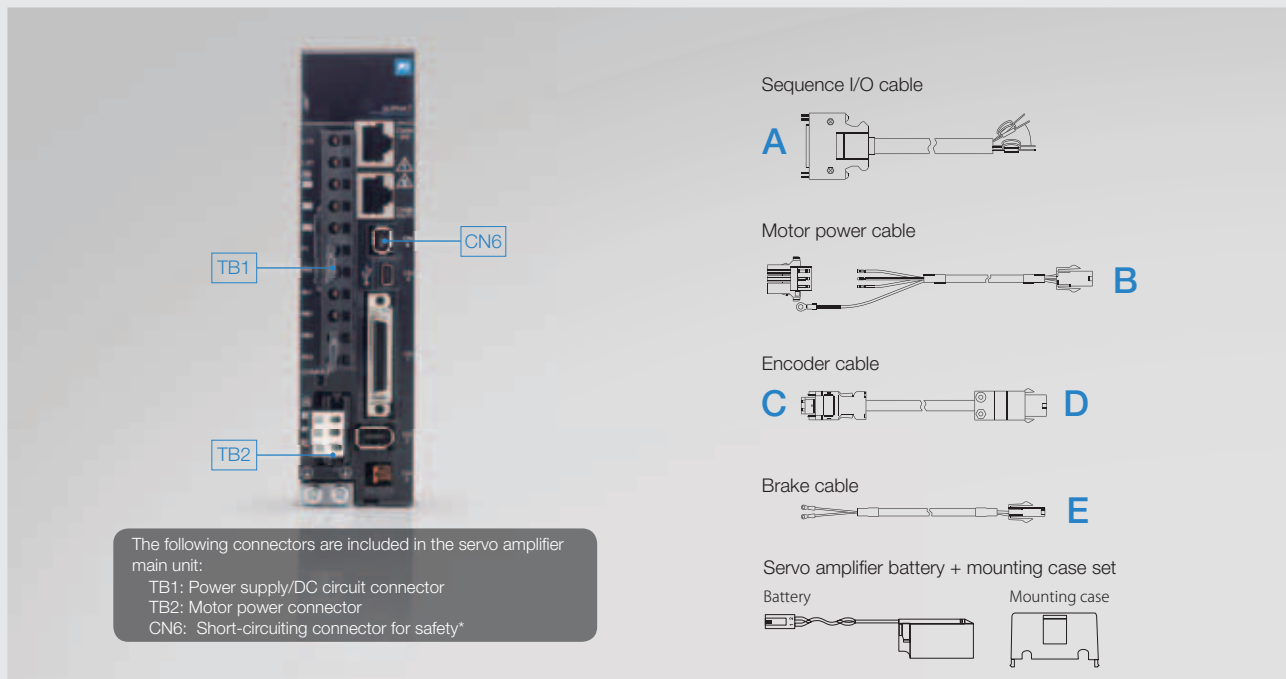 Sequence I/O cable
A
Motor power cable
B
Encoder cable
C
D
Brake cable
E
Servo amplifier battery + mounting case set
Battery
Mounting case
CN6
TB1
TB2
The following connectors are included in the servo amplifier
main unit:
TB1: Power supply/DC circuit connector
TB2: Motor power connector
CN6: Short-circuiting connector for safety*